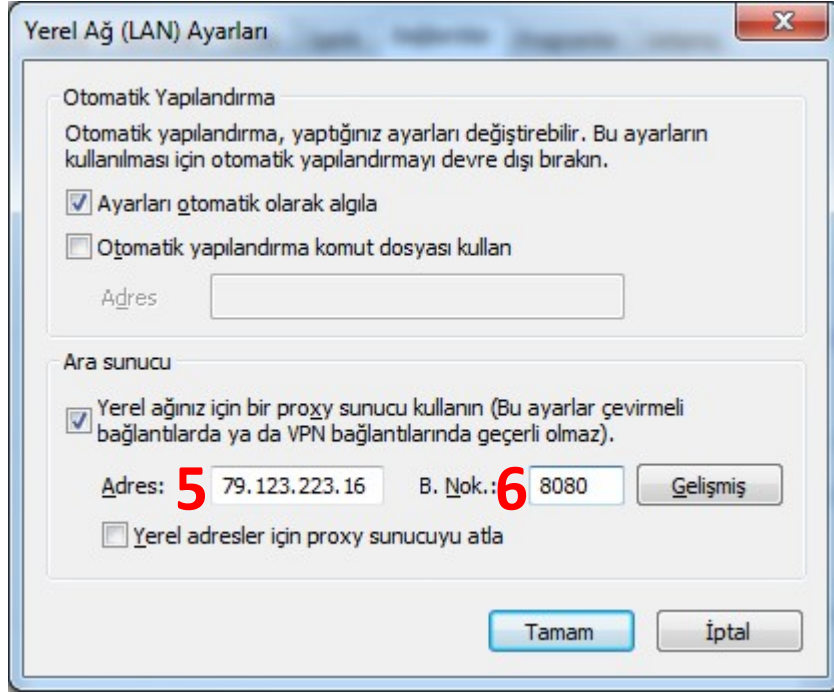 Yerel Ağ (LAN) Ayarları
Otomatik Yapılandırma
Otomatik yapılandırma, yaptığınız ayarları değiştirebilir. Bu ayarların
kullanılması için otomatik yapılandırmayı devre dışı bırakın.
Ayarları otomatik olarak algıla
Otomatik yapılandırma komut dosyası kullan
Adres
Ara sunucu
Yerel ağınız için bir proxy sunucu kullanın (Bu ayarlar çevirmeli
bağlantılarda ya da VPN bağlantılarında geçerli olmaz).
Adres: 5 79.123.223.16 B. Nok.: 6 8080 Gelişmiş
Yerel adresler için proxy sunucuyu atla
Tamam İptal